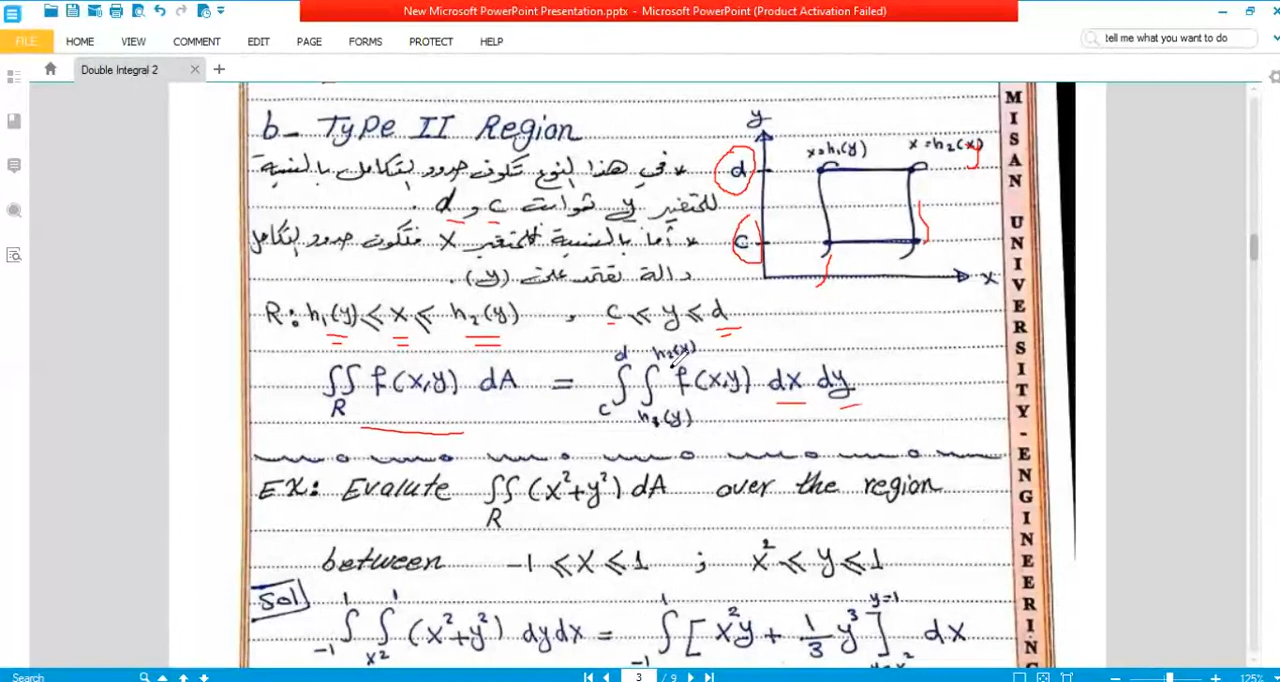 New Microsoft PowerPoint Presentation.pptx - Microsoft PowerPoint (Product Activation Failed)
FILE HOME VIEW COMMENT EDIT PAGE FORMS PROTECT HELP
tell me what you want to do
Double Integral 2
b- Type II Region
* في هذا النوع تكون حدود التكامل بالنسبة
للمتغير y ثوابت c و d .
* أما بالنسبة للمتغير x فتكون حدود التكامل
دالة تعتمد على (y).
y
x=h₁(y) x=h₂(x) y
d
c
x
R: h₁(y) ≤ x ≤ h₂(y) , c ≤ y ≤ d
∬_R f(x,y) dA = ∫_c^d ∫_{h₁(y)}^{h₂(y)} f(x,y) dx dy
EX: Evalute ∬_R (x²+y²) dA over the region
between -1 ≤ x ≤ 1 ; x² ≤ y ≤ 1
Sol
∫_{-1}^{1} ∫_{x²}^{1} (x²+y²) dy dx = ∫_{-1}^{1} [x²y + 1/3 y³]_{y=x²}^{y=1} dx
MISAN UNIVERSITY-ENGINEERING
Search
3 / 9
125%